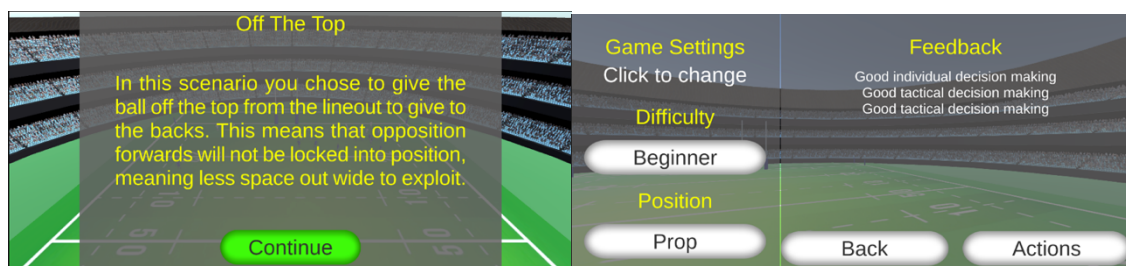 Off The Top
In this scenario you chose to give the
ball off the top from the lineout to give to
the backs. This means that opposition
forwards will not be locked into position,
meaning less space out wide to exploit.
Continue
Game Settings
Click to change
Difficulty
Beginner
Position
Prop
Feedback
Good individual decision making
Good tactical decision making
Good tactical decision making
Back
Actions